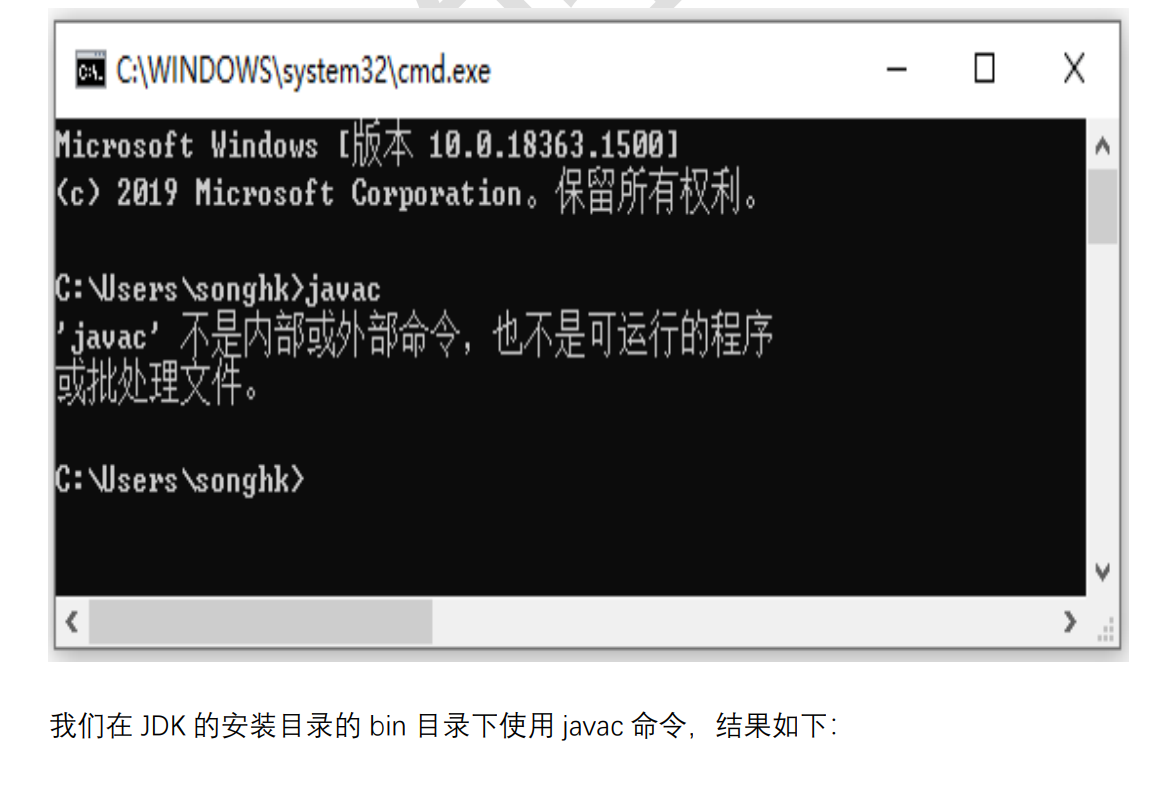 C:\WINDOWS\system32\cmd.exe
Microsoft Windows [版本 10.0.18363.1500]
(c) 2019 Microsoft Corporation。保留所有权利。
C:\Users\songhk>javac
'javac' 不是内部或外部命令，也不是可运行的程序
或批处理文件。
C:\Users\songhk>
我们在 JDK 的安装目录的 bin 目录下使用 javac 命令，结果如下：